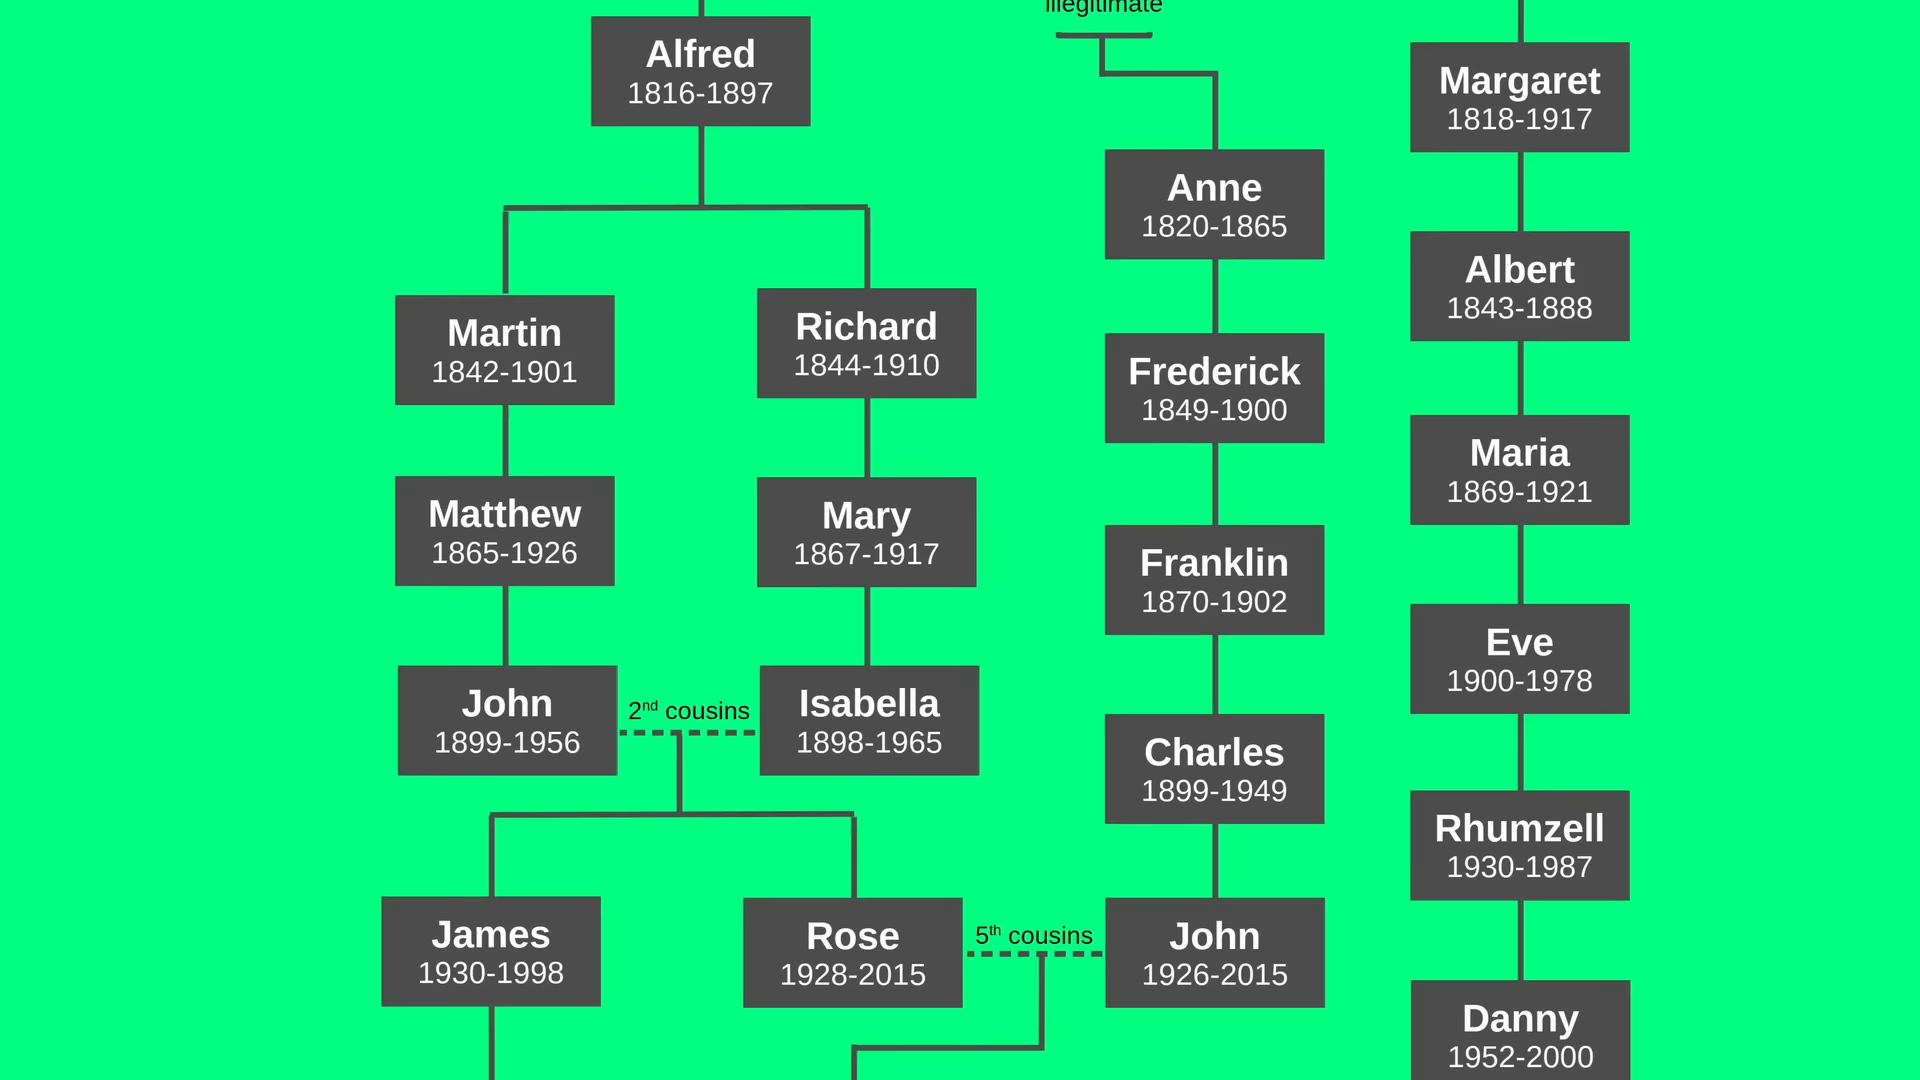 illegitimate
Alfred
1816-1897
Margaret
1818-1917
Anne
1820-1865
Albert
1843-1888
Martin
1842-1901
Richard
1844-1910
Frederick
1849-1900
Maria
1869-1921
Matthew
1865-1926
Mary
1867-1917
Franklin
1870-1902
Eve
1900-1978
John
1899-1956
2nd cousins
Isabella
1898-1965
Charles
1899-1949
Rhumzell
1930-1987
James
1930-1998
Rose
1928-2015
5th cousins
John
1926-2015
Danny
1952-2000